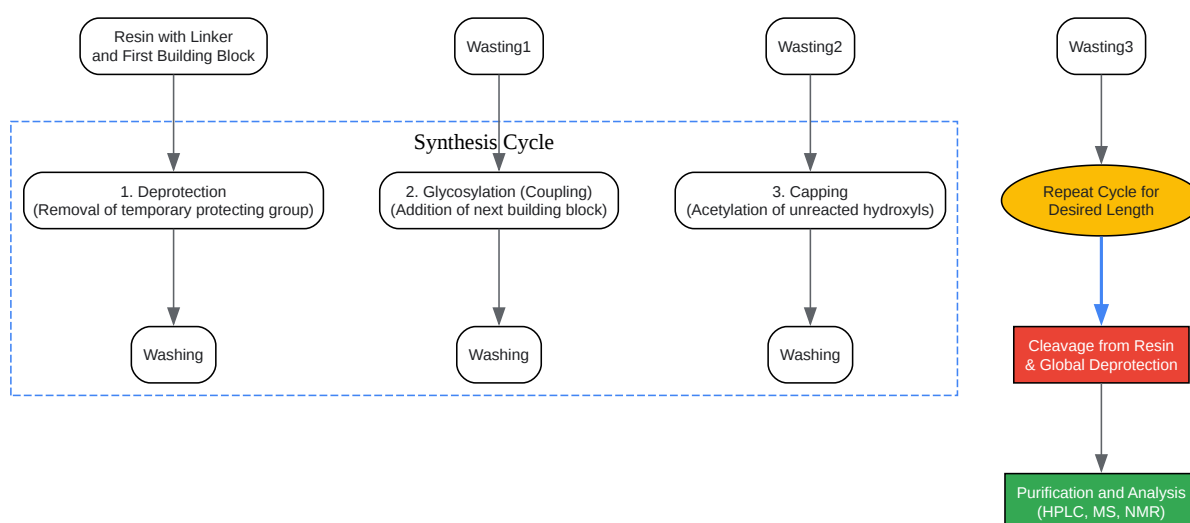 Resin with Linker
and First Building Block
Wasting1
Wasting2
Wasting3
Synthesis Cycle
1. Deprotection
(Removal of temporary protecting group)
2. Glycosylation (Coupling)
(Addition of next building block)
3. Capping
(Acetylation of unreacted hydroxyls)
Repeat Cycle for
Desired Length
Washing
Washing
Washing
Cleavage from Resin
& Global Deprotection
Purification and Analysis
(HPLC, MS, NMR)